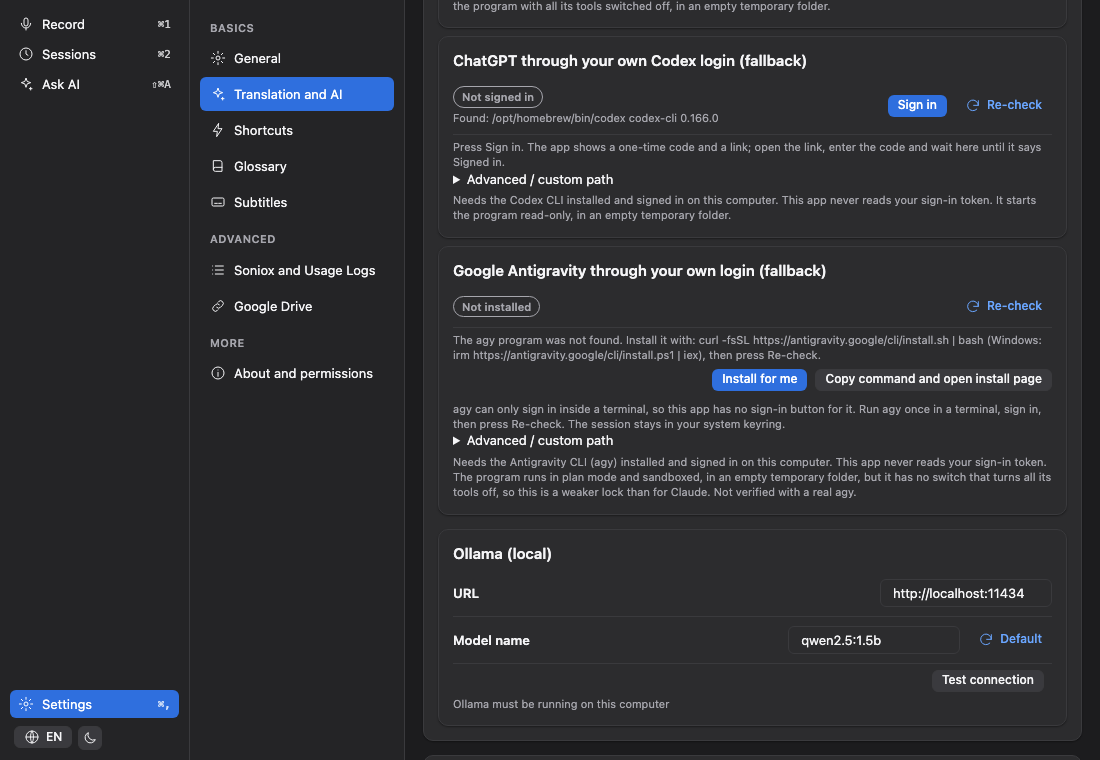 Record ⌘1
Sessions ⌘2
Ask AI ⇧⌘A
Settings ⌘,
EN
BASICS
General
Translation and AI
Shortcuts
Glossary
Subtitles
ADVANCED
Soniox and Usage Logs
Google Drive
MORE
About and permissions
the program with all its tools switched off, in an empty temporary folder.
ChatGPT through your own Codex login (fallback)
Not signed in
Found: /opt/homebrew/bin/codex codex-cli 0.166.0
Sign in Re-check
Press Sign in. The app shows a one-time code and a link; open the link, enter the code and wait here until it says
Signed in.
Advanced / custom path
Needs the Codex CLI installed and signed in on this computer. This app never reads your sign-in token. It starts
the program read-only, in an empty temporary folder.
Google Antigravity through your own login (fallback)
Not installed Re-check
The agy program was not found. Install it with: curl -fsSL https://antigravity.google/cli/install.sh | bash (Windows:
irm https://antigravity.google/cli/install.ps1 | iex), then press Re-check.
Install for me Copy command and open install page
agy can only sign in inside a terminal, so this app has no sign-in button for it. Run agy once in a terminal, sign in,
then press Re-check. The session stays in your system keyring.
Advanced / custom path
Needs the Antigravity CLI (agy) installed and signed in on this computer. This app never reads your sign-in token.
The program runs in plan mode and sandboxed, in an empty temporary folder, but it has no switch that turns all its
tools off, so this is a weaker lock than for Claude. Not verified with a real agy.
Ollama (local)
URL http://localhost:11434
Model name qwen2.5:1.5b Default
Test connection
Ollama must be running on this computer